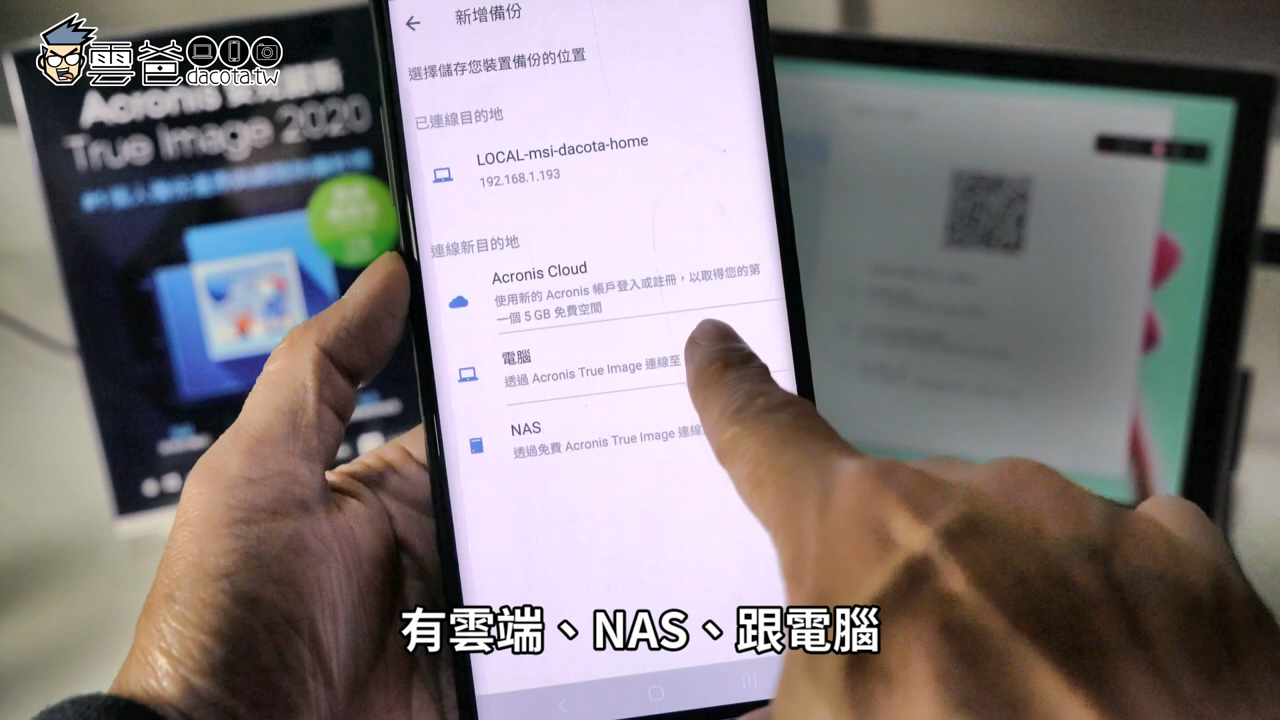 雲爸
dacota.tw
Acronis
True Image 2020
新增備份
選擇儲存您裝置備份的位置
已連線目的地
LOCAL-msi-dacota-home
192.168.1.193
連線新目的地
Acronis Cloud
使用新的 Acronis 帳戶登入或註冊，以取得您的第
一個 5 GB 免費空間
電腦
透過 Acronis True Image 連線至
NAS
透過免費 Acronis True Image 連線
有雲端、NAS、跟電腦